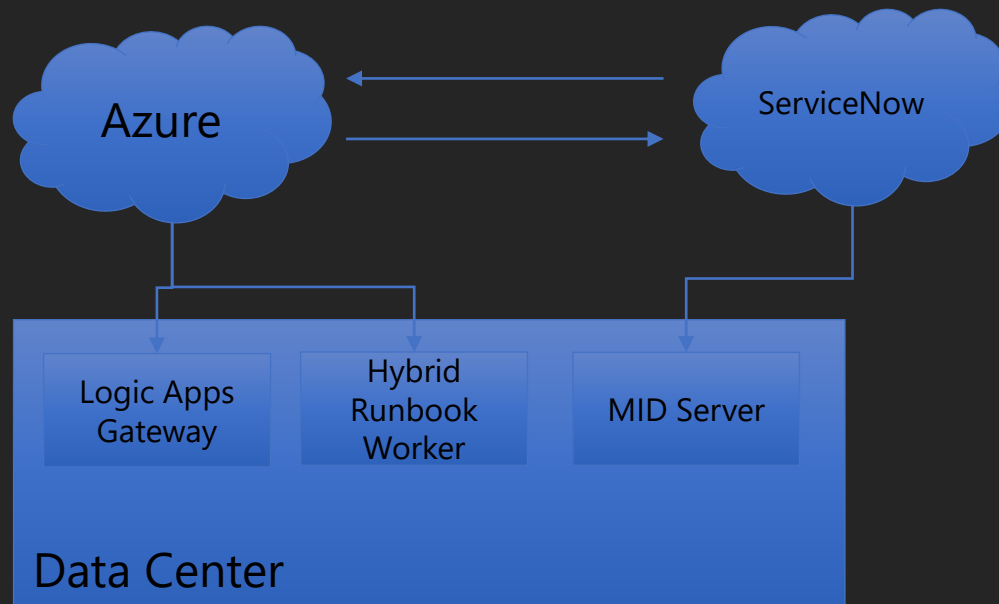 Azure
ServiceNow
Logic Apps
Gateway
Hybrid
Runbook
Worker
MID Server
Data Center